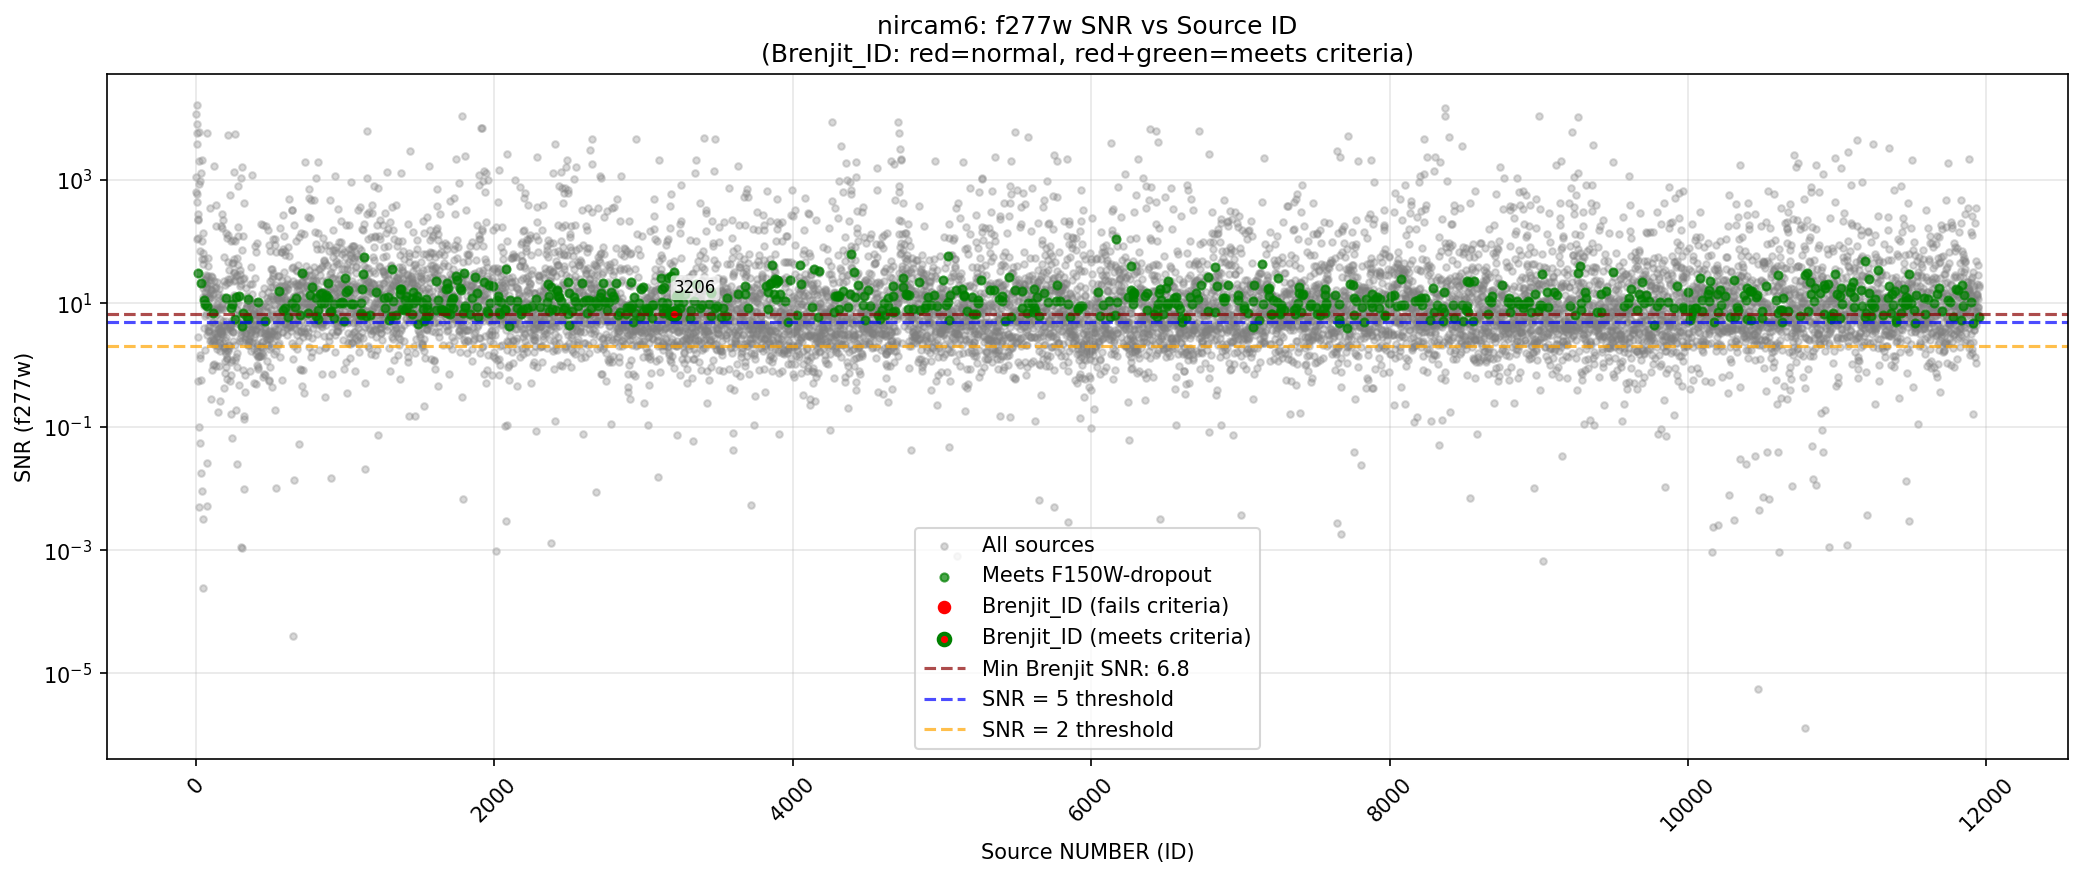 nircam6: f277w SNR vs Source ID
(Brenjit_ID: red=normal, red+green=meets criteria)
SNR (f277w)
10^3
10^1
10^-1
10^-3
10^-5
3206
All sources
Meets F150W-dropout
Brenjit_ID (fails criteria)
Brenjit_ID (meets criteria)
Min Brenjit SNR: 6.8
SNR = 5 threshold
SNR = 2 threshold
0 2000 4000 6000 8000 10000 12000
Source NUMBER (ID)